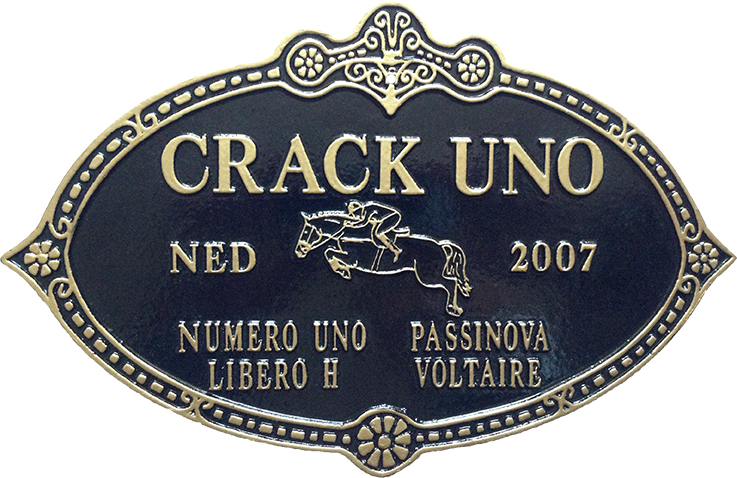 CRACK UNO
NED 2007
NUMERO UNO PASSINOVA
LIBERO H VOLTAIRE